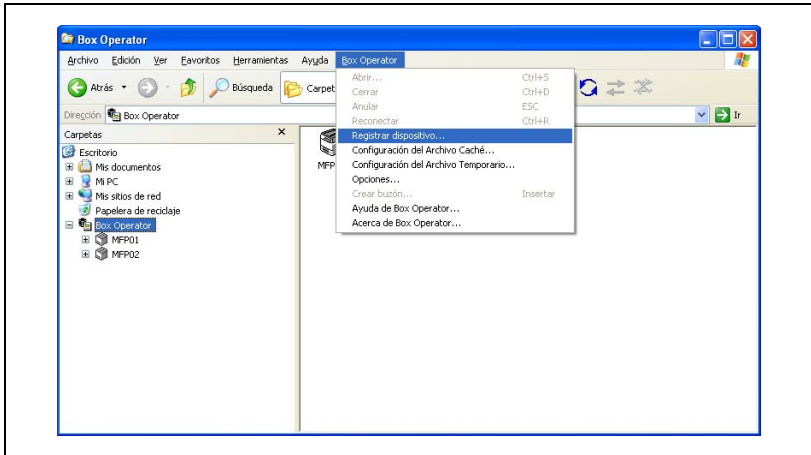 Box Operator
Archivo Edición Ver Favoritos Herramientas Ayuda Box Operator
Atrás Búsqueda Carpet
Dirección Box Operator Ir
Carpetas
Escritorio
Mis documentos
Mi PC
Mis sitios de red
Papelera de reciclaje
Box Operator
MFP01
MFP02
MFP
Abrir... Ctrl+S
Cerrar Ctrl+D
Anular ESC
Reconectar Ctrl+R
Registrar dispositivo...
Configuración del Archivo Caché...
Configuración del Archivo Temporario...
Opciones...
Crear buzón... Insertar
Ayuda de Box Operator...
Acerca de Box Operator...